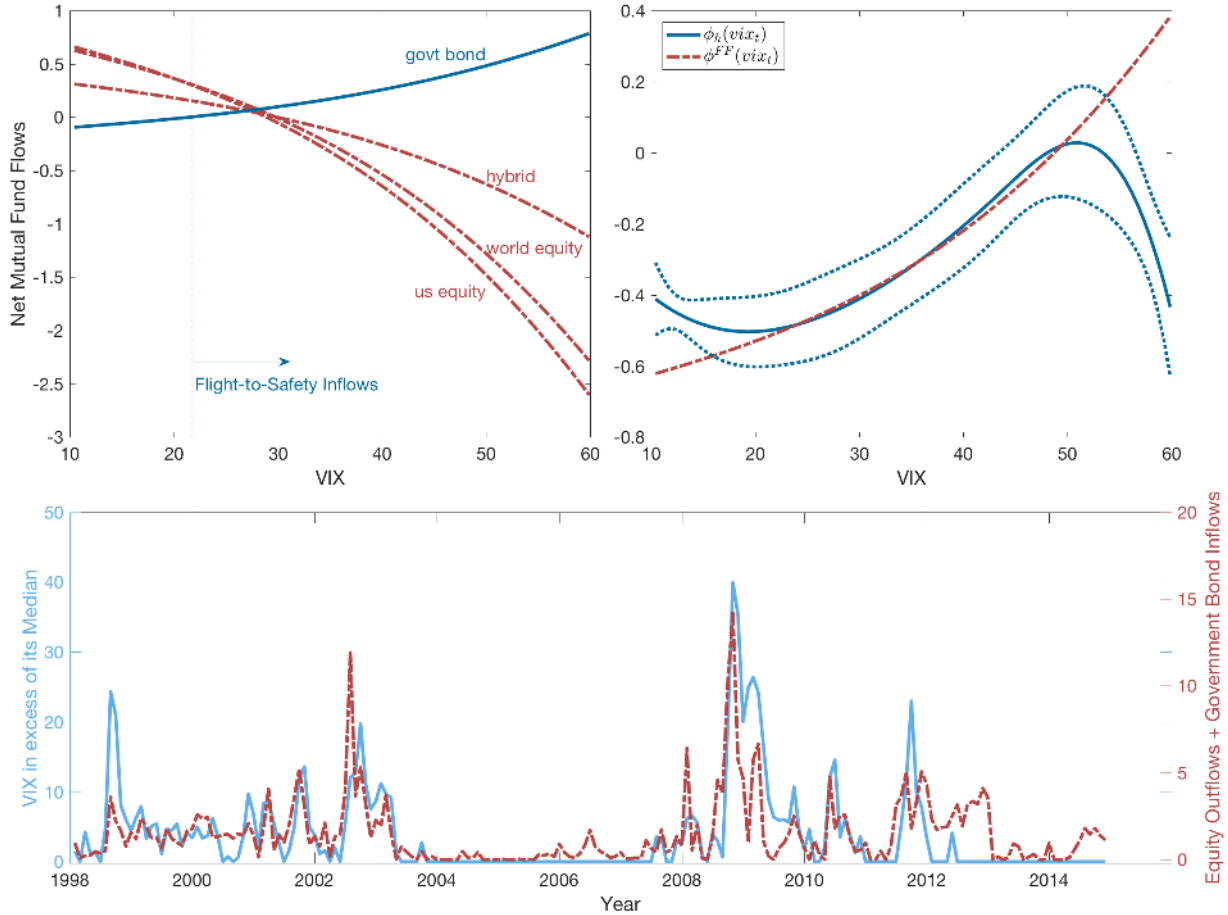 1
0.5
0
-0.5
-1
-1.5
-2
-2.5
-3
Net Mutual Fund Flows
govt bond
hybrid
world equity
us equity
Flight-to-Safety Inflows
10 20 30 40 50 60
VIX
0.4
0.2
0
-0.2
-0.4
-0.6
-0.8
ϕ_h(vix_t)
ϕ^{FF}(vix_t)
10 20 30 40 50 60
VIX
50
40
30
20
10
0
VIX in excess of its Median
20
15
10
5
0
Equity Outflows + Government Bond Inflows
1998 2000 2002 2004 2006 2008 2010 2012 2014
Year